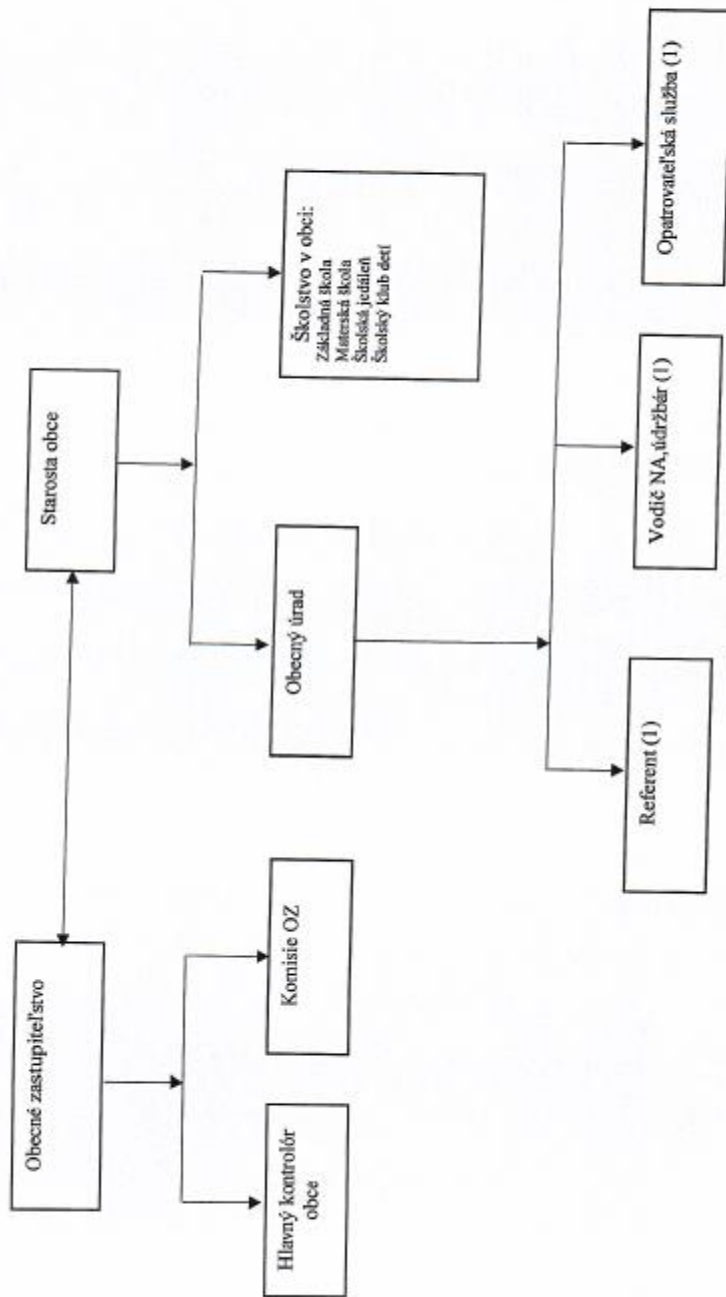 Obecné zastupiteľstvo
Starosta obce
Hlavný kontrolór
obce
Komisie OZ
Obecný úrad
Školstvo v obci:
Základná škola
Materská škola
Školská jedáleň
Školský klub detí
Referent (1)
Vodič NA,údržbár (1)
Opatrovateľská služba (1)